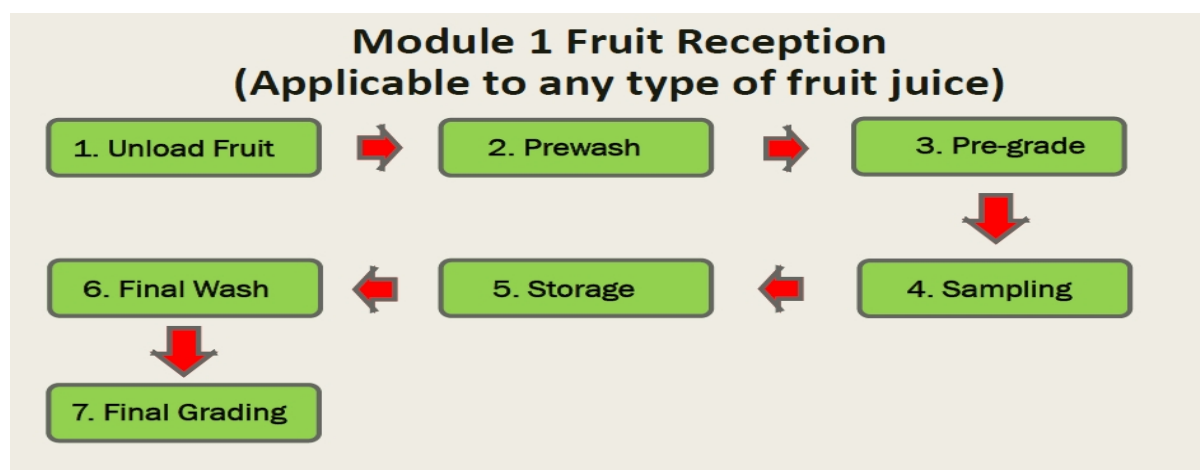 Module 1 Fruit Reception
(Applicable to any type of fruit juice)
1. Unload Fruit
2. Prewash
3. Pre-grade
4. Sampling
5. Storage
6. Final Wash
7. Final Grading